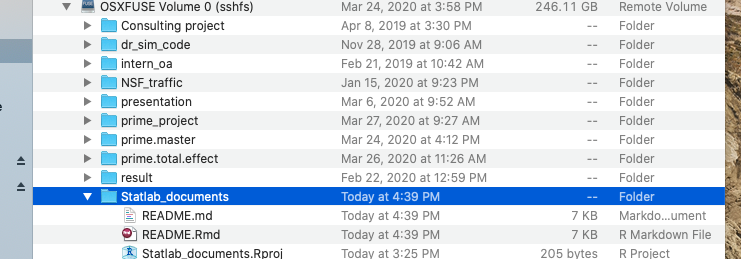 OSXFUSE Volume 0 (sshfs) Mar 24, 2020 at 3:58 PM 246.11 GB Remote Volume
Consulting project Apr 8, 2019 at 3:30 PM -- Folder
dr_sim_code Nov 28, 2019 at 9:06 AM -- Folder
intern_oa Feb 21, 2019 at 10:42 AM -- Folder
NSF_traffic Jan 15, 2020 at 9:23 PM -- Folder
presentation Mar 6, 2020 at 9:52 AM -- Folder
prime_project Mar 27, 2020 at 9:27 AM -- Folder
prime.master Mar 24, 2020 at 4:12 PM -- Folder
prime.total.effect Mar 26, 2020 at 11:26 AM -- Folder
result Feb 22, 2020 at 12:59 PM -- Folder
Statlab_documents Today at 4:39 PM -- Folder
README.md Today at 4:39 PM 7 KB Markdo...ument
README.Rmd Today at 4:39 PM 7 KB R Markdown File
Statlab_documents.Rproj Today at 3:25 PM 205 bytes R Project